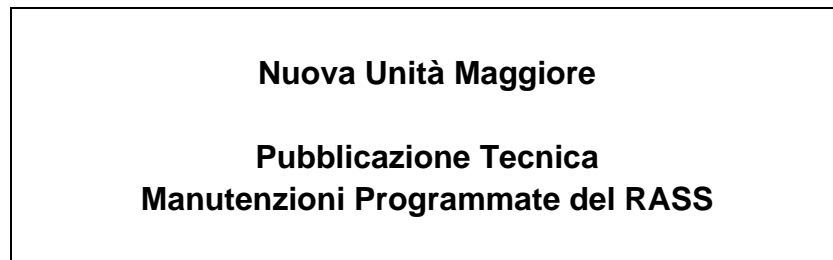 Nuova Unità Maggiore
Pubblicazione Tecnica
Manutenzioni Programmate del RASS